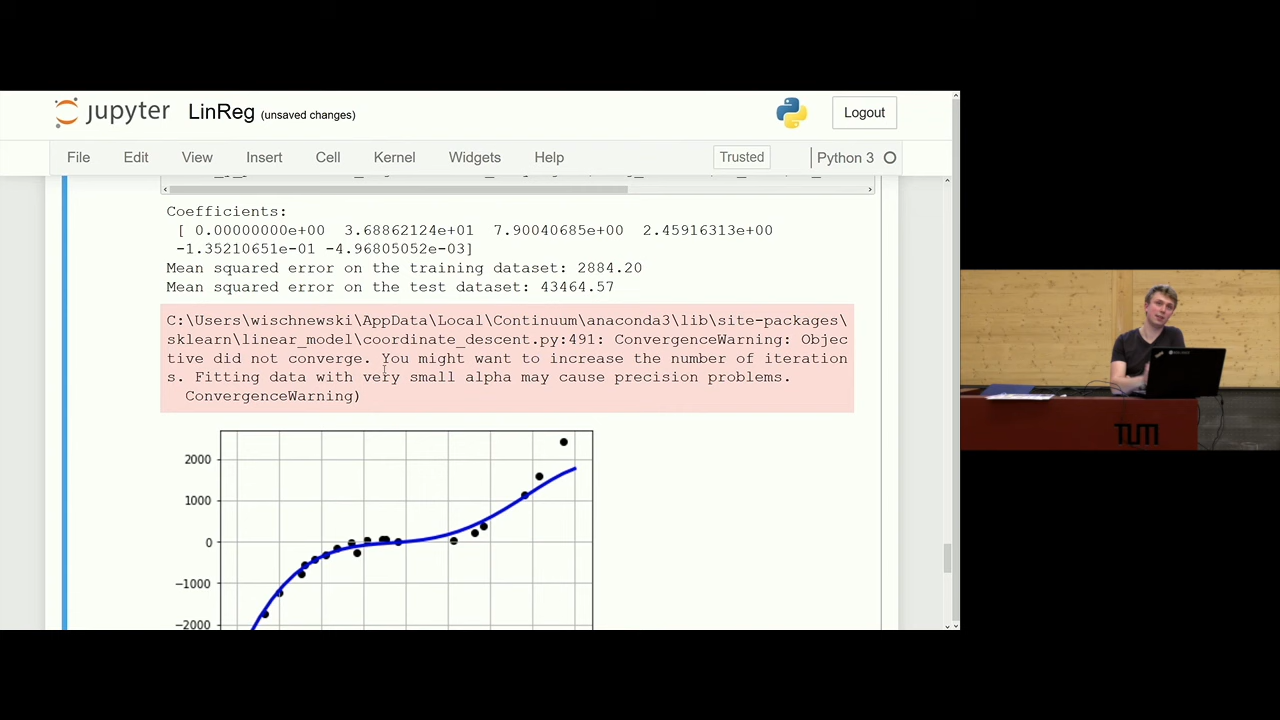 jupyter LinReg (unsaved changes) Logout
File Edit View Insert Cell Kernel Widgets Help Trusted Python 3
Coefficients:
[ 0.00000000e+00 3.68862124e+01 7.90040685e+00 2.45916313e+00
-1.35210651e-01 -4.96805052e-03]
Mean squared error on the training dataset: 2884.20
Mean squared error on the test dataset: 43464.57
C:\Users\wischnewski\AppData\Local\Continuum\anaconda3\lib\site-packages\
sklearn\linear_model\coordinate_descent.py:491: ConvergenceWarning: Objec
tive did not converge. You might want to increase the number of iteration
s. Fitting data with very small alpha may cause precision problems.
ConvergenceWarning)
2000
1000
0
−1000
−2000
TUM